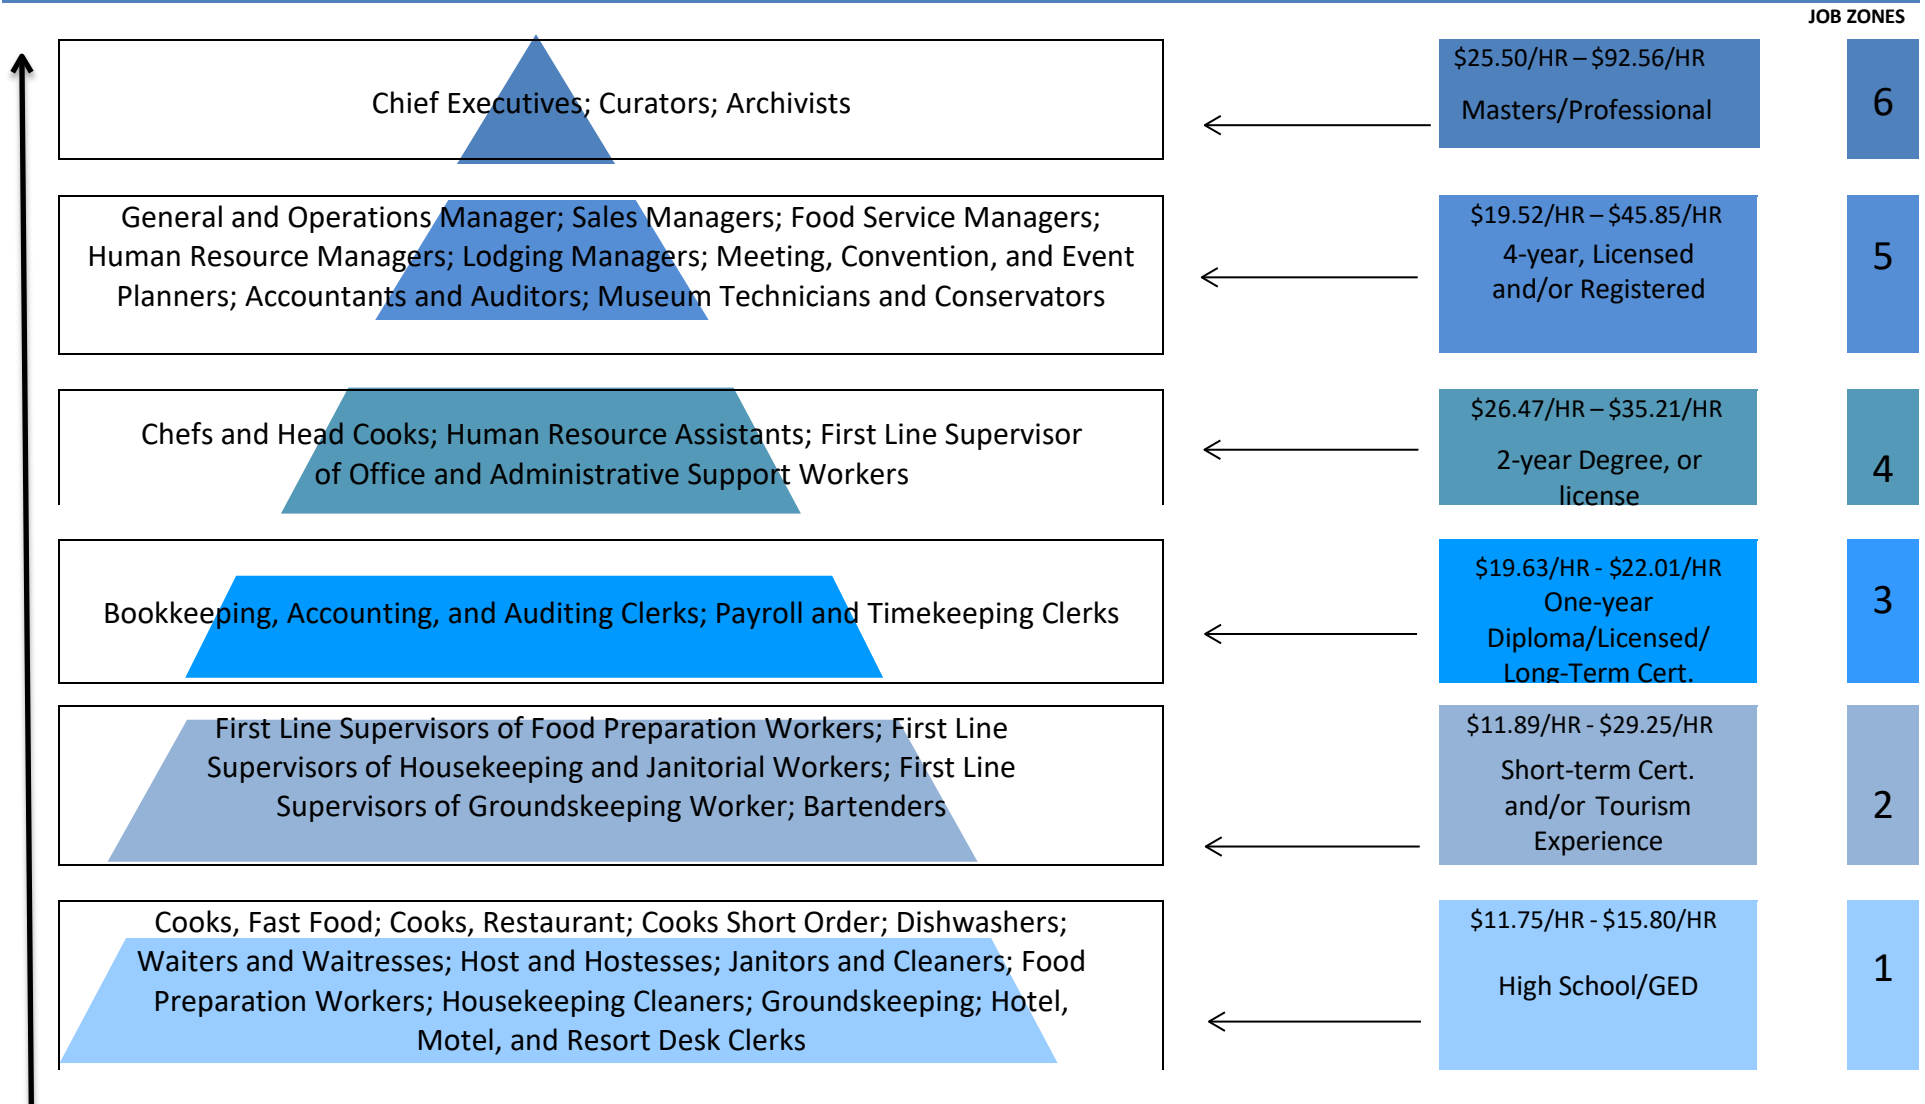 JOB ZONES
Chief Executives; Curators; Archivists
$25.50/HR – $92.56/HR
Masters/Professional
6
General and Operations Manager; Sales Managers; Food Service Managers;
Human Resource Managers; Lodging Managers; Meeting, Convention, and Event
Planners; Accountants and Auditors; Museum Technicians and Conservators
$19.52/HR – $45.85/HR
4-year, Licensed
and/or Registered
5
Chefs and Head Cooks; Human Resource Assistants; First Line Supervisor
of Office and Administrative Support Workers
$26.47/HR – $35.21/HR
2-year Degree, or
license
4
Bookkeeping, Accounting, and Auditing Clerks; Payroll and Timekeeping Clerks
$19.63/HR - $22.01/HR
One-year
Diploma/Licensed/
Long-Term Cert.
3
First Line Supervisors of Food Preparation Workers; First Line
Supervisors of Housekeeping and Janitorial Workers; First Line
Supervisors of Groundskeeping Worker; Bartenders
$11.89/HR - $29.25/HR
Short-term Cert.
and/or Tourism
Experience
2
Cooks, Fast Food; Cooks, Restaurant; Cooks Short Order; Dishwashers;
Waiters and Waitresses; Host and Hostesses; Janitors and Cleaners; Food
Preparation Workers; Housekeeping Cleaners; Groundskeeping; Hotel,
Motel, and Resort Desk Clerks
$11.75/HR - $15.80/HR
High School/GED
1